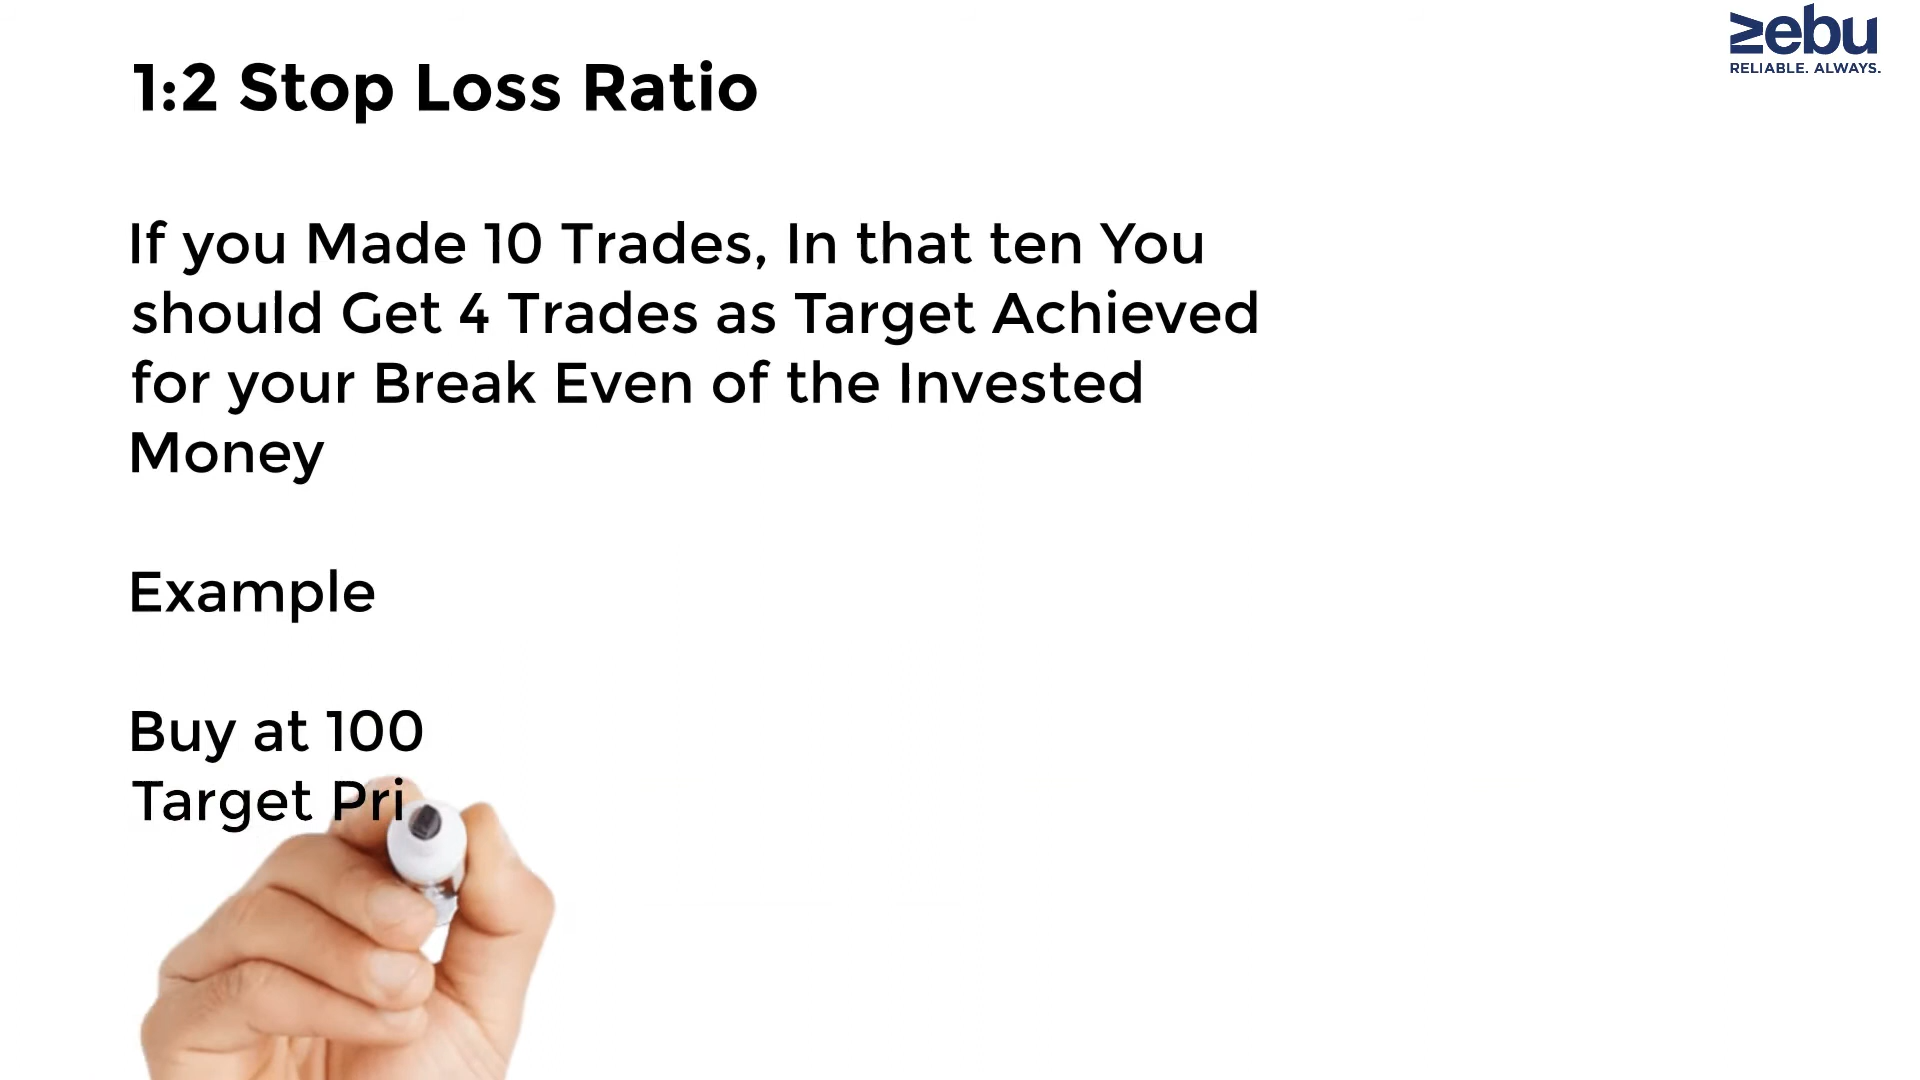 zebu
RELIABLE. ALWAYS.
1:2 Stop Loss Ratio
If you Made 10 Trades, In that ten You
should Get 4 Trades as Target Achieved
for your Break Even of the Invested
Money
Example
Buy at 100
Target Pri